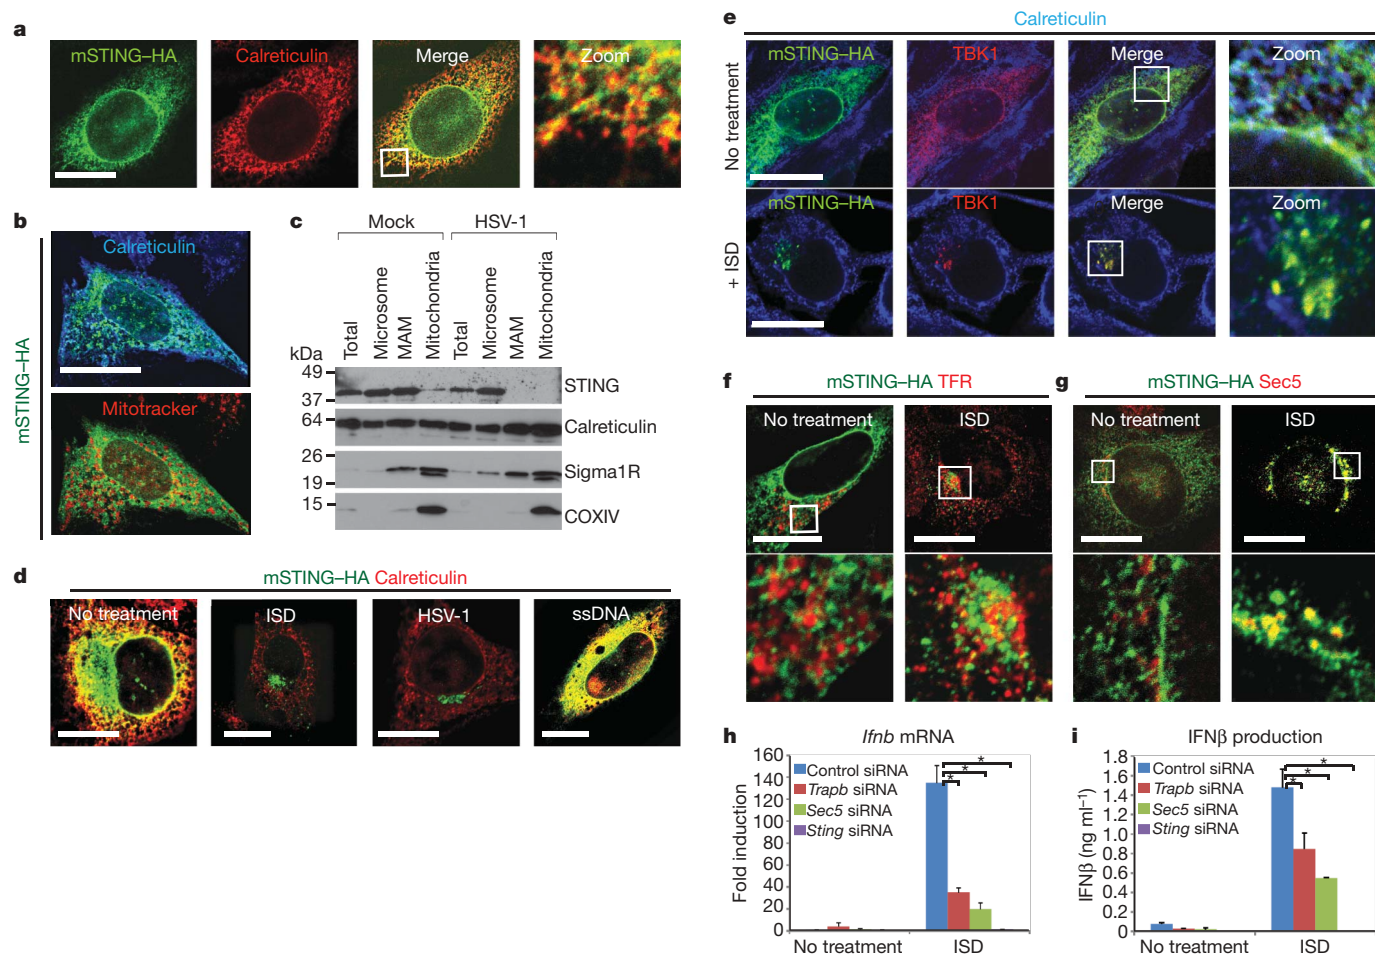 a
mSTING–HA
Calreticulin
Merge
Zoom
b
mSTING–HA
Calreticulin
Mitotracker
c
Mock
HSV-1
kDa
Total
Microsome
MAM
Mitochondria
Total
Microsome
MAM
Mitochondria
49
37
STING
64
Calreticulin
26
19
Sigma1R
15
COXIV
d
mSTING–HA Calreticulin
No treatment
ISD
HSV-1
ssDNA
e
Calreticulin
No treatment
mSTING–HA
TBK1
Merge
Zoom
+ ISD
mSTING–HA
TBK1
Merge
Zoom
f
mSTING–HA TFR
No treatment
ISD
g
mSTING–HA Sec5
No treatment
ISD
h
Ifnb mRNA
Fold induction
160
140
120
100
80
60
40
20
0
Control siRNA
Trapb siRNA
Sec5 siRNA
Sting siRNA
*
*
*
No treatment
ISD
i
IFNβ production
IFNβ (ng ml⁻¹)
1.8
1.6
1.4
1.2
1.0
0.8
0.6
0.4
0.2
0
Control siRNA
Trapb siRNA
Sec5 siRNA
Sting siRNA
*
*
*
No treatment
ISD